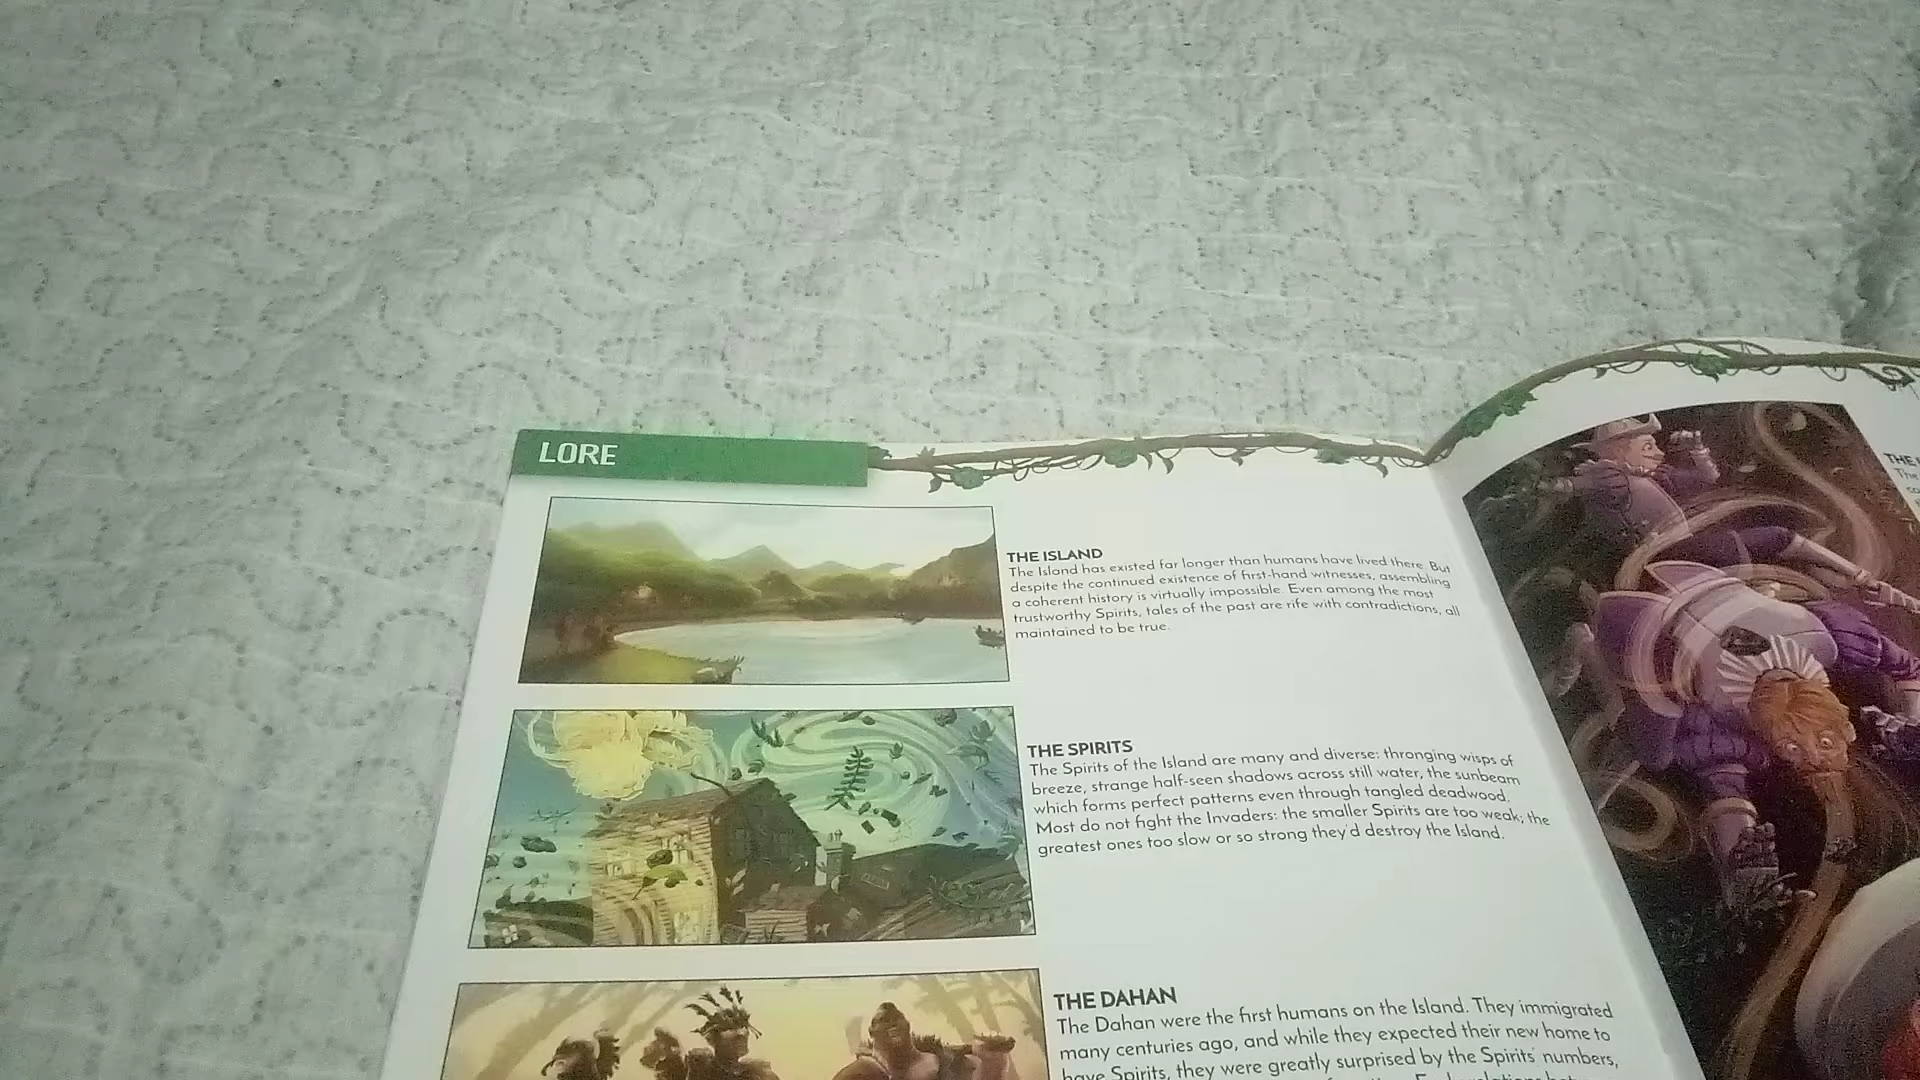 LORE
THE ISLAND
The Island has existed far longer than humans have lived there. But
despite the continued existence of first-hand witnesses, assembling
a coherent history is virtually impossible. Even among the most
trustworthy Spirits, tales of the past are rife with contradictions, all
maintained to be true.
THE SPIRITS
The Spirits of the Island are many and diverse: thronging wisps of
breeze, strange half-seen shadows across still water, the sunbeam
which forms perfect patterns even through tangled deadwood.
Most do not fight the Invaders: the smaller Spirits are too weak; the
greatest ones too slow or so strong they'd destroy the Island.
THE DAHAN
The Dahan were the first humans on the Island. They immigrated
many centuries ago, and while they expected their new home to
have Spirits, they were greatly surprised by the Spirits' numbers,